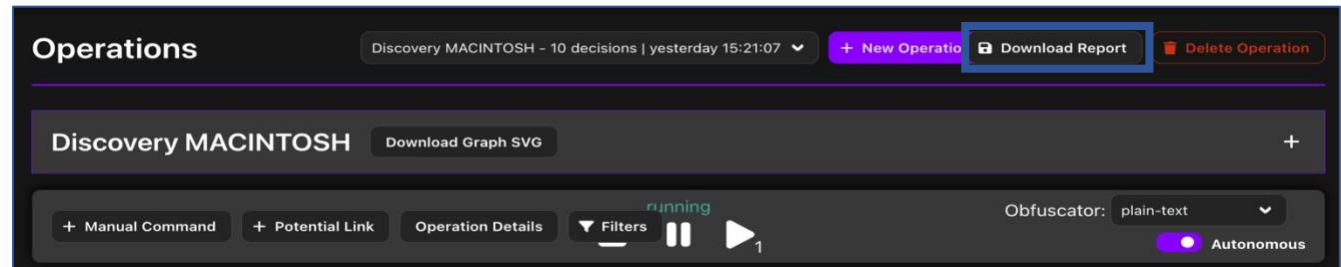 Operations
Discovery MACINTOSH - 10 decisions | yesterday 15:21:07
+ New Operatio
Download Report
Delete Operation
Discovery MACINTOSH
Download Graph SVG
+
running
Obfuscator: plain-text
+ Manual Command
+ Potential Link
Operation Details
Filters
1
Autonomous